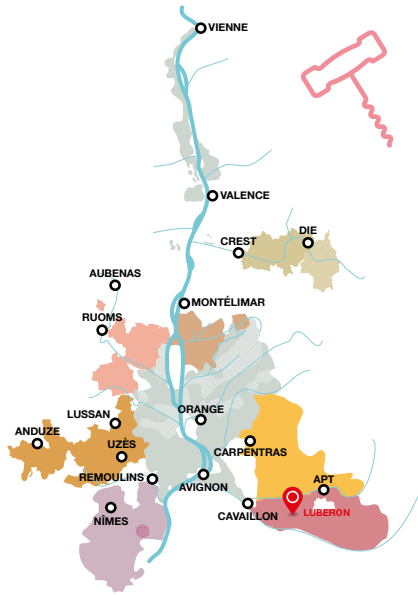 VIENNE
VALENCE
DIE
CREST
AUBENAS
MONTÉLIMAR
RUOMS
ORANGE
LUSSAN
ANDUZE
UZÈS
CARPENTRAS
REMOULINS
APT
AVIGNON
NÎMES
CAVAILLON
LUBERON